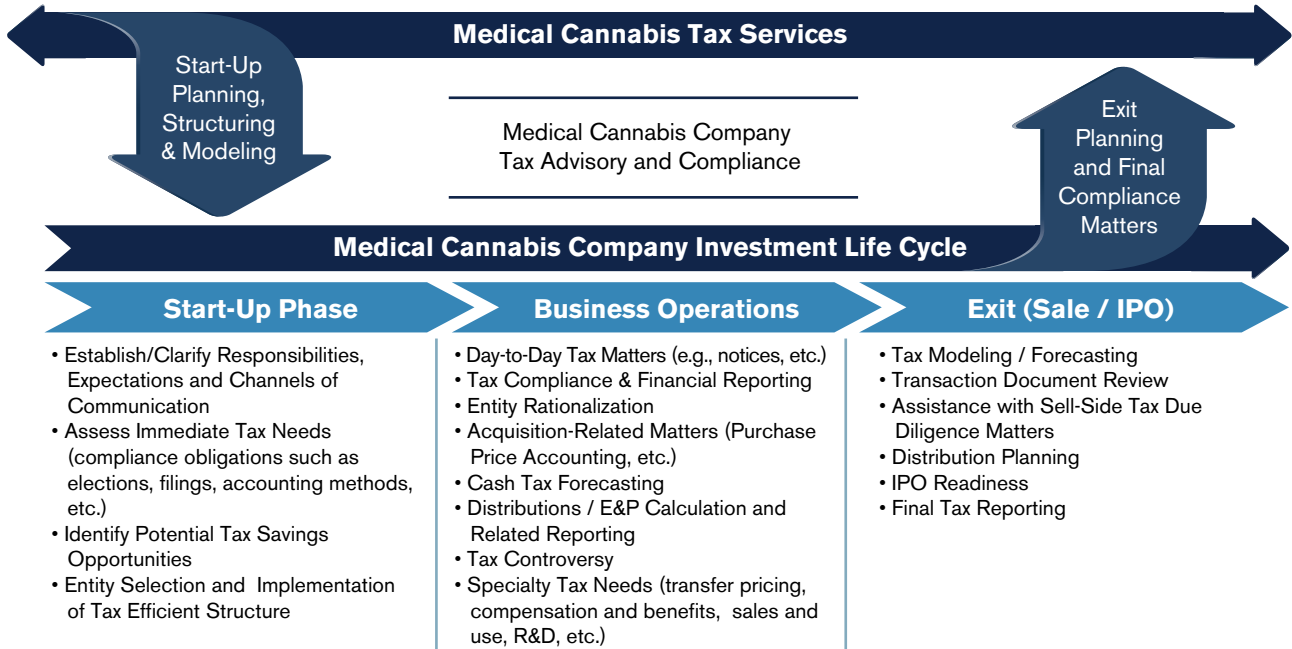 Medical Cannabis Tax Services
Start-Up
Planning,
Structuring
& Modeling
Medical Cannabis Company
Tax Advisory and Compliance
Exit
Planning
and Final
Compliance
Matters
Medical Cannabis Company Investment Life Cycle
Start-Up Phase
• Establish/Clarify Responsibilities,
Expectations and Channels of
Communication
• Assess Immediate Tax Needs
(compliance obligations such as
elections, filings, accounting methods,
etc.)
• Identify Potential Tax Savings
Opportunities
• Entity Selection and Implementation
of Tax Efficient Structure
Business Operations
• Day-to-Day Tax Matters (e.g., notices, etc.)
• Tax Compliance & Financial Reporting
• Entity Rationalization
• Acquisition-Related Matters (Purchase
Price Accounting, etc.)
• Cash Tax Forecasting
• Distributions / E&P Calculation and
Related Reporting
• Tax Controversy
• Specialty Tax Needs (transfer pricing,
compensation and benefits, sales and
use, R&D, etc.)
Exit (Sale / IPO)
• Tax Modeling / Forecasting
• Transaction Document Review
• Assistance with Sell-Side Tax Due
Diligence Matters
• Distribution Planning
• IPO Readiness
• Final Tax Reporting